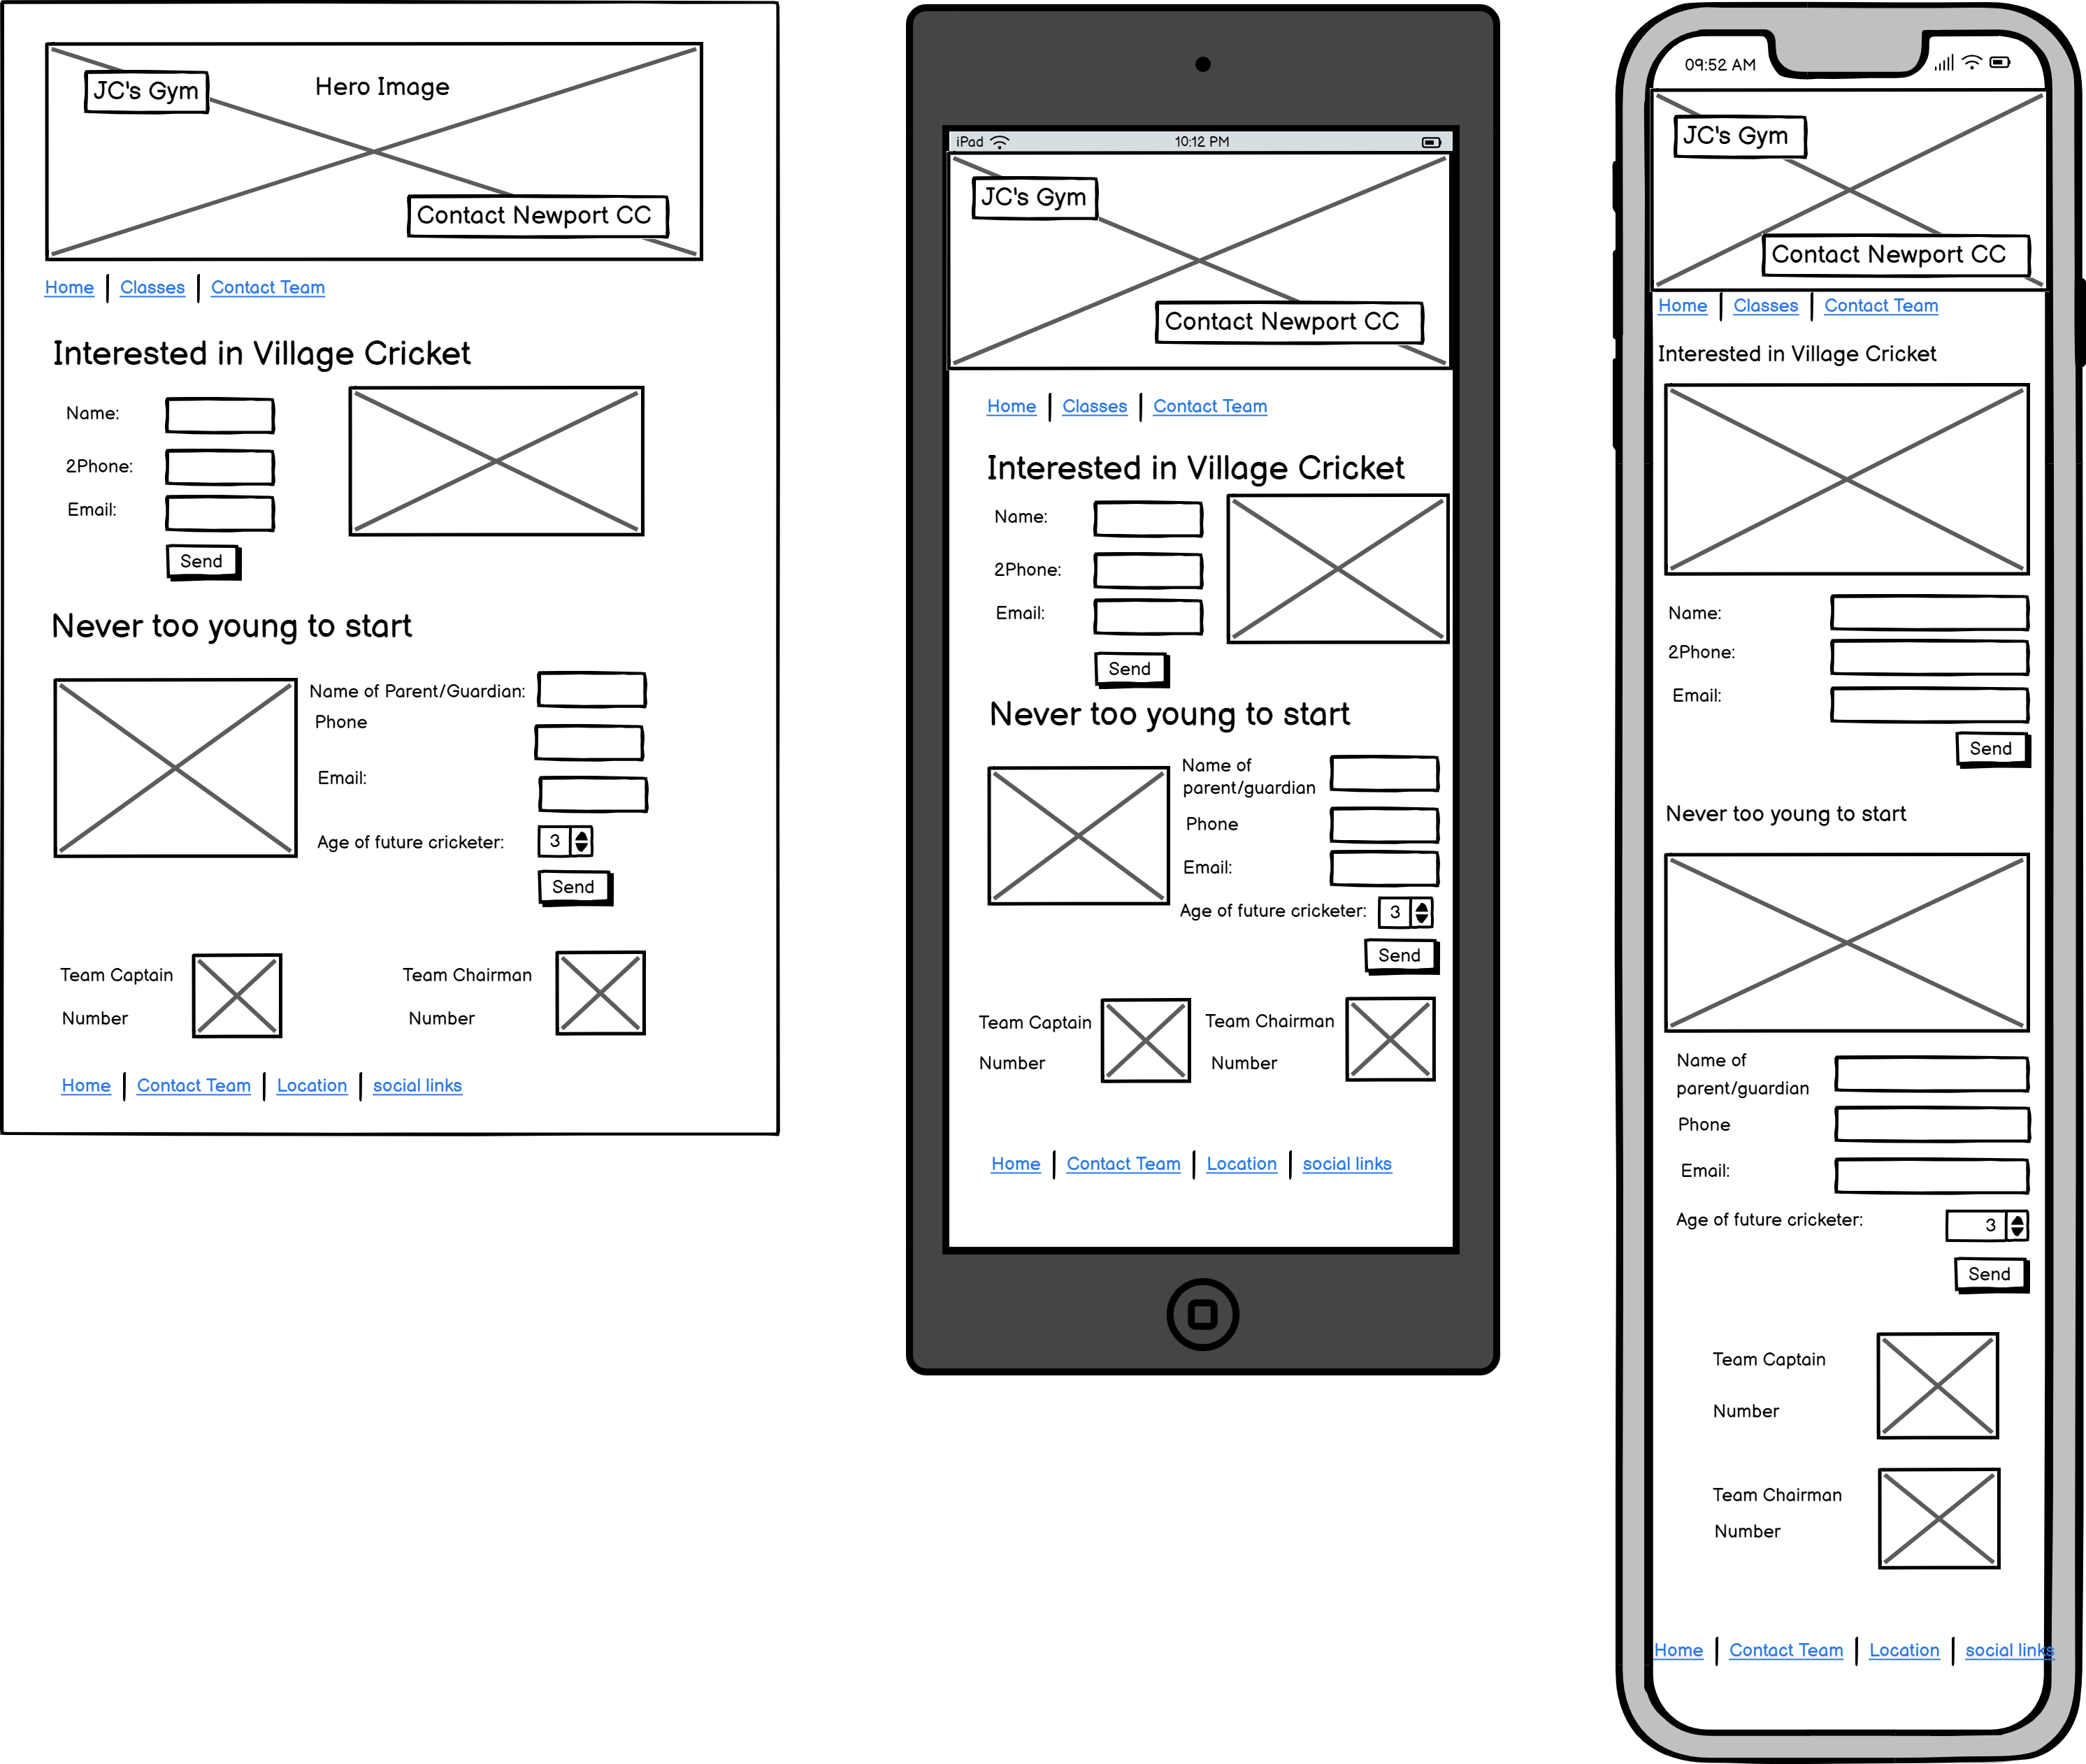 JC's Gym
Hero Image
Contact Newport CC
Home Classes Contact Team
Interested in Village Cricket
Name:
2Phone:
Email:
Send
Never too young to start
Name of Parent/Guardian:
Phone
Email:
Age of future cricketer: 3
Send
Team Captain
Number
Team Chairman
Number
Home Contact Team Location social links
iPad 10:12 PM
JC's Gym
Contact Newport CC
Home Classes Contact Team
Interested in Village Cricket
Name:
2Phone:
Email:
Send
Never too young to start
Name of
parent/guardian
Phone
Email:
Age of future cricketer: 3
Send
Team Captain
Number
Team Chairman
Number
Home Contact Team Location social links
09:52 AM
JC's Gym
Contact Newport CC
Home Classes Contact Team
Interested in Village Cricket
Name:
2Phone:
Email:
Send
Never too young to start
Name of
parent/guardian
Phone
Email:
Age of future cricketer: 3
Send
Team Captain
Number
Team Chairman
Number
Home Contact Team Location social links